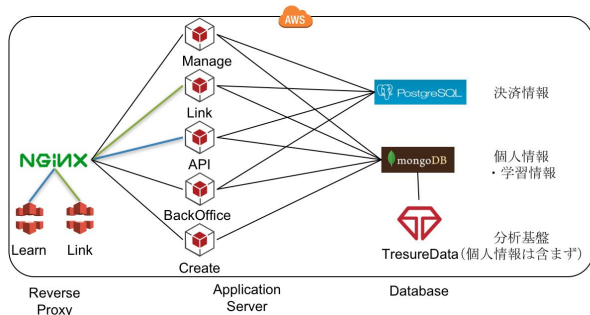 AWS
Manage
Link
API
BackOffice
Create
NGiNX
Learn
Link
PostgreSQL
決済情報
mongoDB
個人情報
・学習情報
分析基盤
TresureData(個人情報は含まず)
Reverse
Proxy
Application
Server
Database